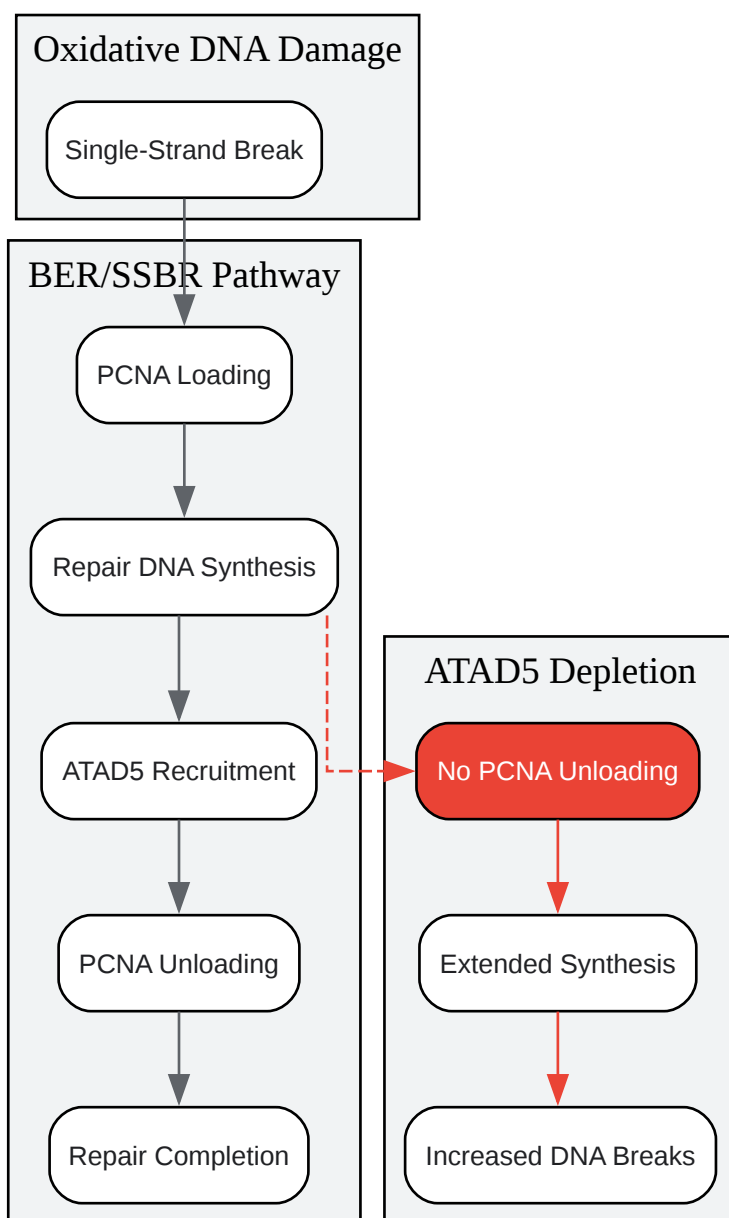 Oxidative DNA Damage
Single-Strand Break
BER/SSBR Pathway
PCNA Loading
Repair DNA Synthesis
ATAD5 Recruitment
PCNA Unloading
Repair Completion
ATAD5 Depletion
No PCNA Unloading
Extended Synthesis
Increased DNA Breaks